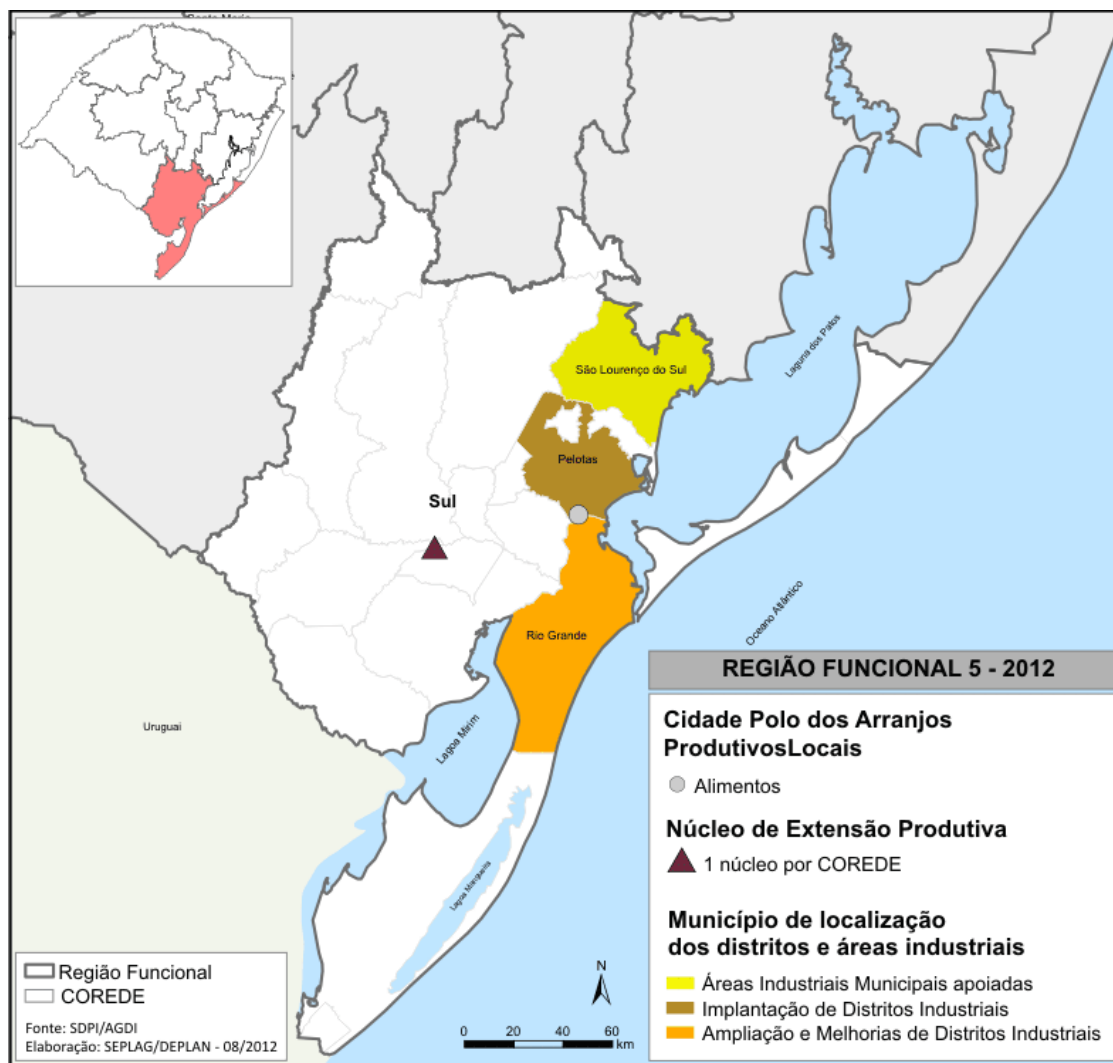 Santa Maria
São Lourenço do Sul
Laguna dos Patos
Pelotas
Sul
Rio Grande
Oceano Atlântico
Uruguai
Lagoa Mirim
Lagoa Mangueira
REGIÃO FUNCIONAL 5 - 2012
Cidade Polo dos Arranjos
ProdutivosLocais
Alimentos
Núcleo de Extensão Produtiva
1 núcleo por COREDE
Município de localização
dos distritos e áreas industriais
Áreas Industriais Municipais apoiadas
Implantação de Distritos Industriais
Ampliação e Melhorias de Distritos Industriais
Região Funcional
COREDE
Fonte: SDPI/AGDI
Elaboração: SEPLAG/DEPLAN - 08/2012
N
0 20 40 60
km